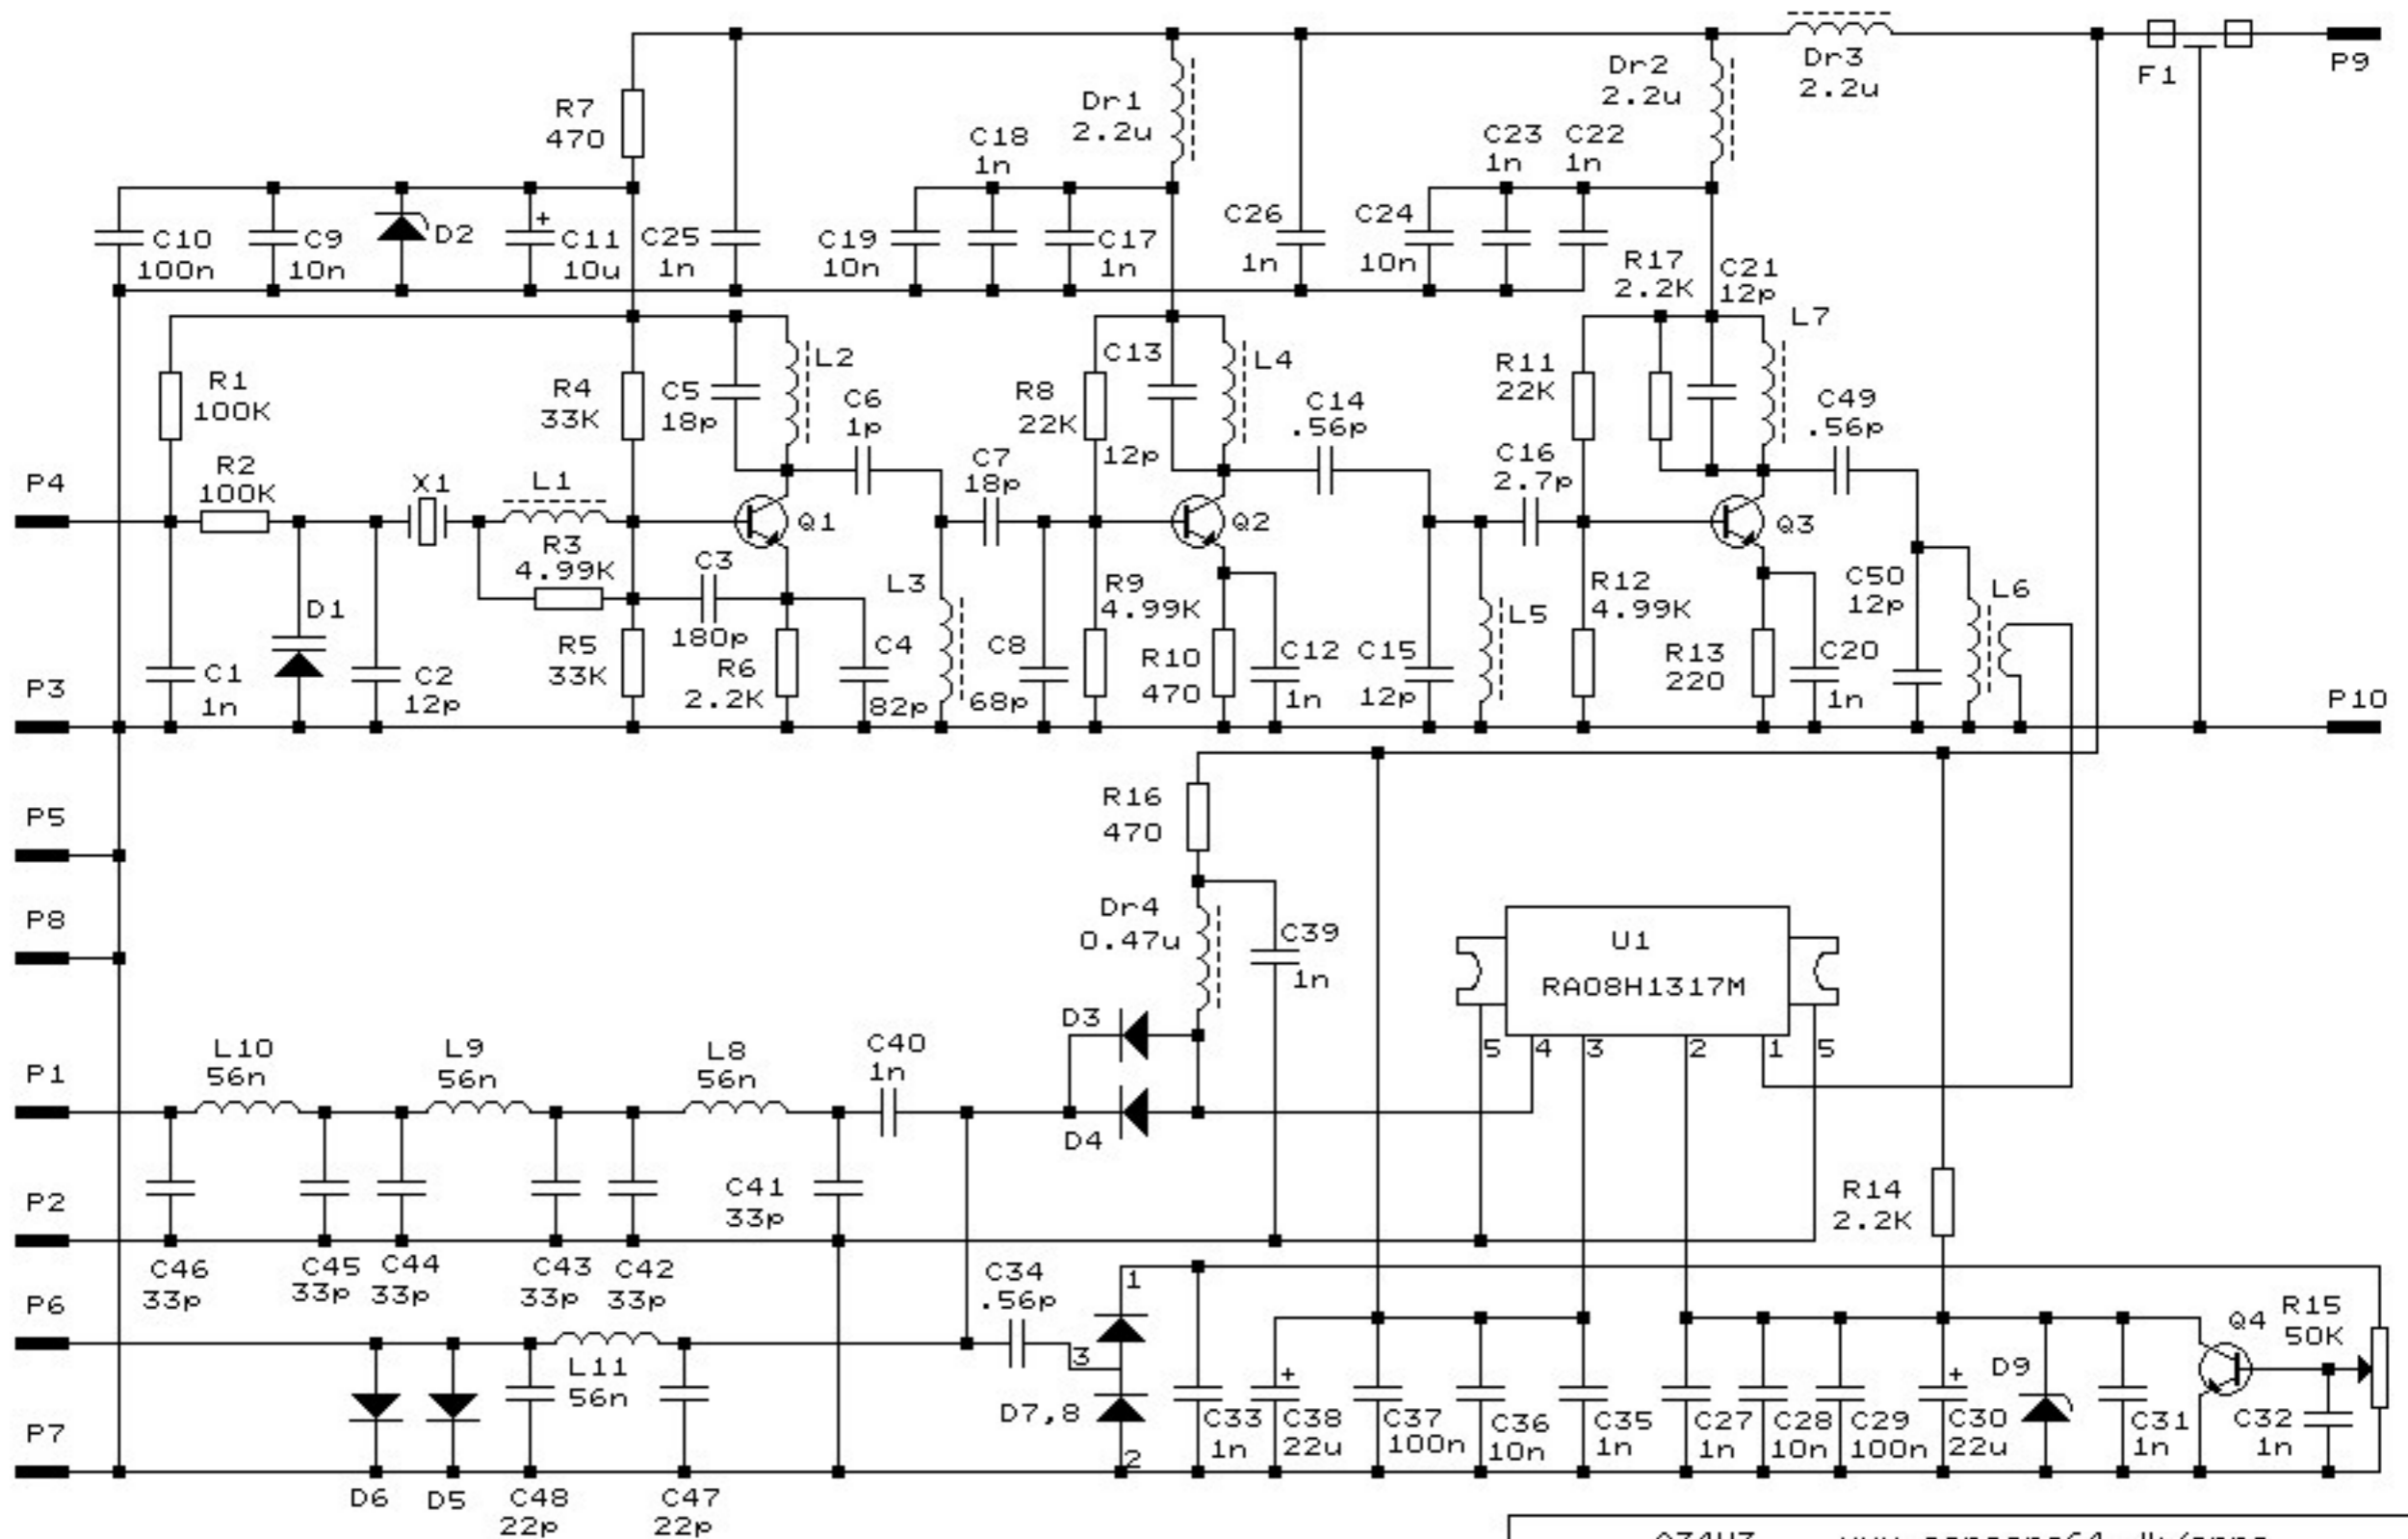 P9
F1
Dr3
2.2u
Dr2
2.2u
Dr1
2.2u
R7
470
C18
1n
C23
1n
C22
1n
C10
100n
C9
10n
D2
C11
10u
C25
1n
C19
10n
C17
1n
C26
1n
C24
10n
R17
2.2K
C21
12p
L7
R1
100K
R4
33K
C5
18p
L2
C6
1p
R8
22K
C13
12p
L4
C14
.56p
R11
22K
C49
.56p
P4
R2
100K
X1
L1
Q1
C7
18p
Q2
C16
2.7p
Q3
R3
4.99K
C3
180p
L3
R9
4.99K
L5
R12
4.99K
C50
12p
L6
D1
P3
C1
1n
C2
12p
R5
33K
R6
2.2K
C4
82p
C8
68p
R10
470
C12
1n
C15
12p
R13
220
C20
1n
P10
P5
R16
470
P8
Dr4
0.47u
C39
1n
U1
RA08H1317M
5
4
3
2
1
5
P1
L10
56n
L9
56n
L8
56n
C40
1n
D3
D4
P2
C41
33p
R14
2.2K
C46
33p
C45
33p
C44
33p
C43
33p
C42
33p
P6
C34
.56p
1
3
2
D7,8
L11
56n
Q4
R15
50K
D9
P7
C33
1n
C38
22u
C37
100n
C36
10n
C35
1n
C27
1n
C28
10n
C29
100n
C30
22u
C31
1n
C32
1n
D6
D5
C48
22p
C47
22p